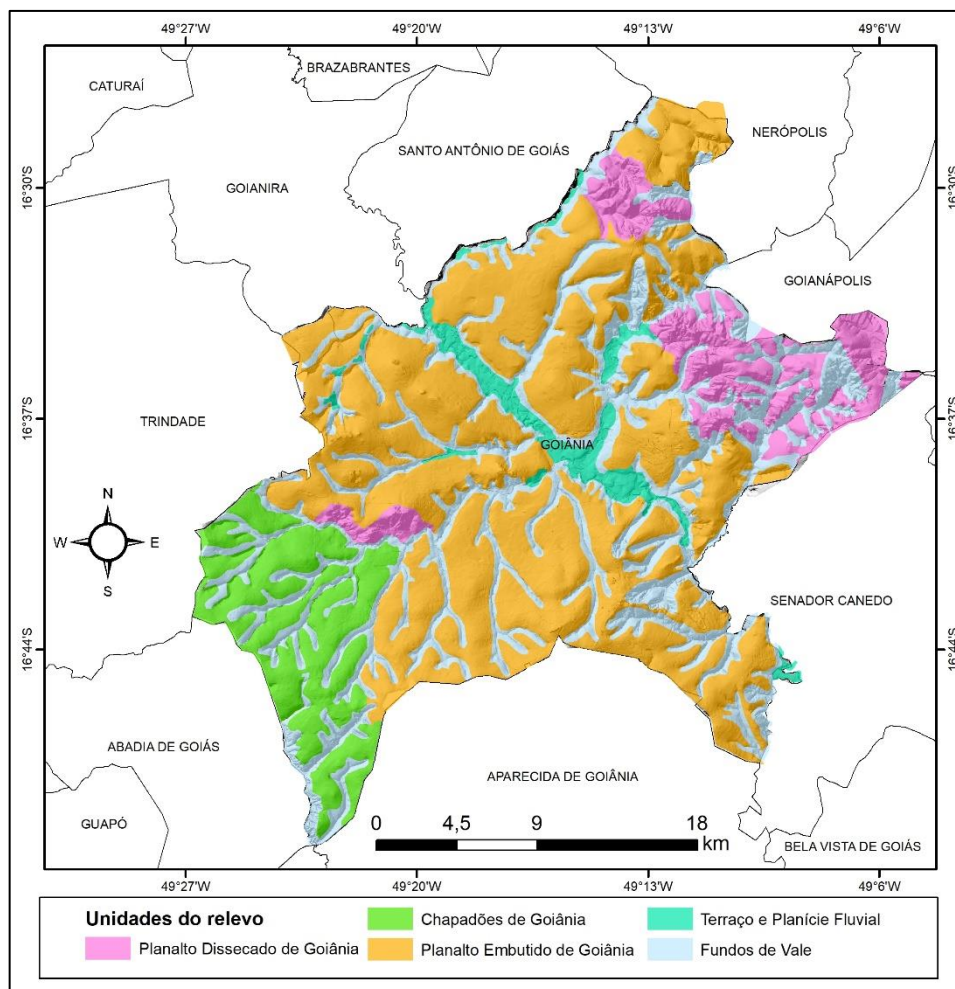 49°27'W 49°20'W 49°13'W 49°6'W
BRAZABRANTES
CATURAÍ
NERÓPOLIS
SANTO ANTÔNIO DE GOIÁS
GOIANIRA
16°30'S 16°30'S
GOIANÁPOLIS
TRINDADE
16°37'S 16°37'S
GOIÂNIA
N
W E
S
SENADOR CANEDO
16°44'S 16°44'S
ABADIA DE GOIÁS
APARECIDA DE GOIÂNIA
GUAPÓ
0 4,5 9 18
km
BELA VISTA DE GOIÁS
49°27'W 49°20'W 49°13'W 49°6'W
Unidades do relevo
Chapadões de Goiânia
Terraço e Planície Fluvial
Planalto Dissecado de Goiânia
Planalto Embutido de Goiânia
Fundos de Vale